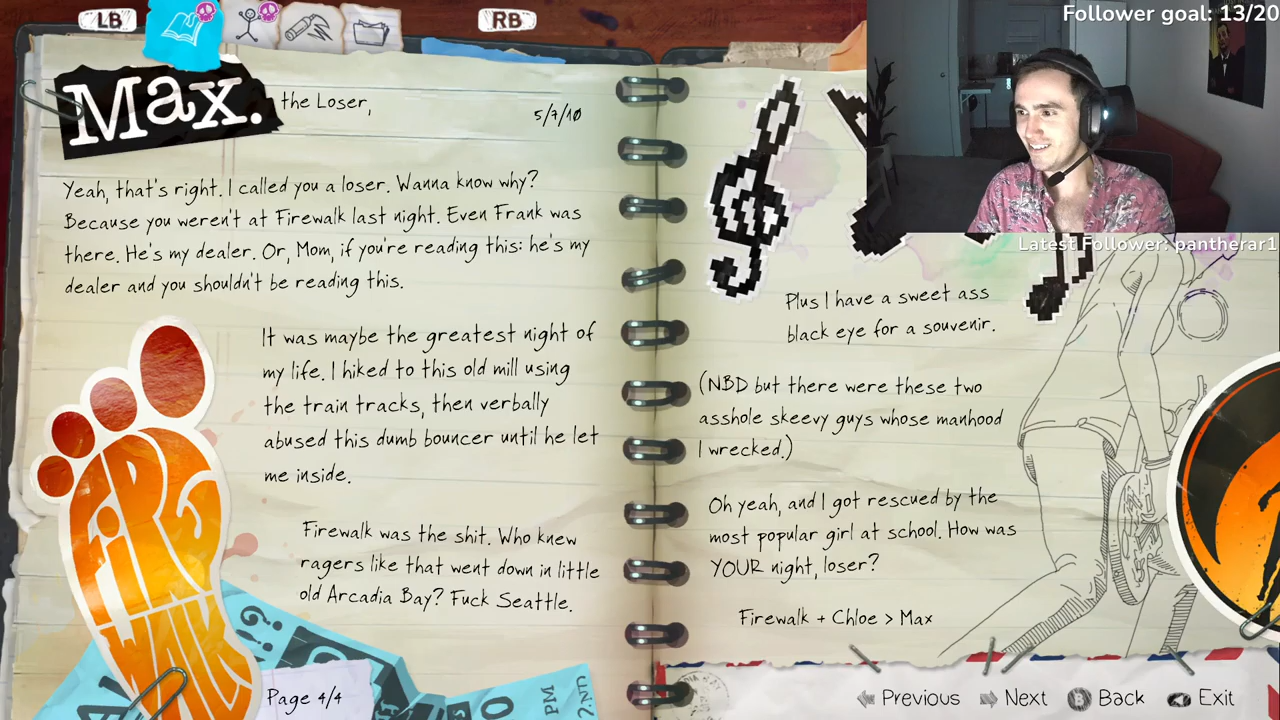 LB
RB
Follower goal: 13/20
Max.
the Loser,
5/7/10
Yeah, that's right. I called you a loser. Wanna know why?
Because you weren't at Firewalk last night. Even Frank was
there. He's my dealer. Or, Mom, if you're reading this: he's my
dealer and you shouldn't be reading this.
It was maybe the greatest night of
my life. I hiked to this old mill using
the train tracks, then verbally
abused this dumb bouncer until he let
me inside.
Firewalk was the shit. Who knew
ragers like that went down in little
old Arcadia Bay? Fuck Seattle.
FIRE
WALK
Page 4/4
PM
Latest Follower: pantherar1
Plus I have a sweet ass
black eye for a souvenir.
(NBD but there were these two
asshole skeevy guys whose manhood
I wrecked.)
Oh yeah, and I got rescued by the
most popular girl at school. How was
YOUR night, loser?
Firewalk + Chloe > Max
Previous
Next
B Back
Exit